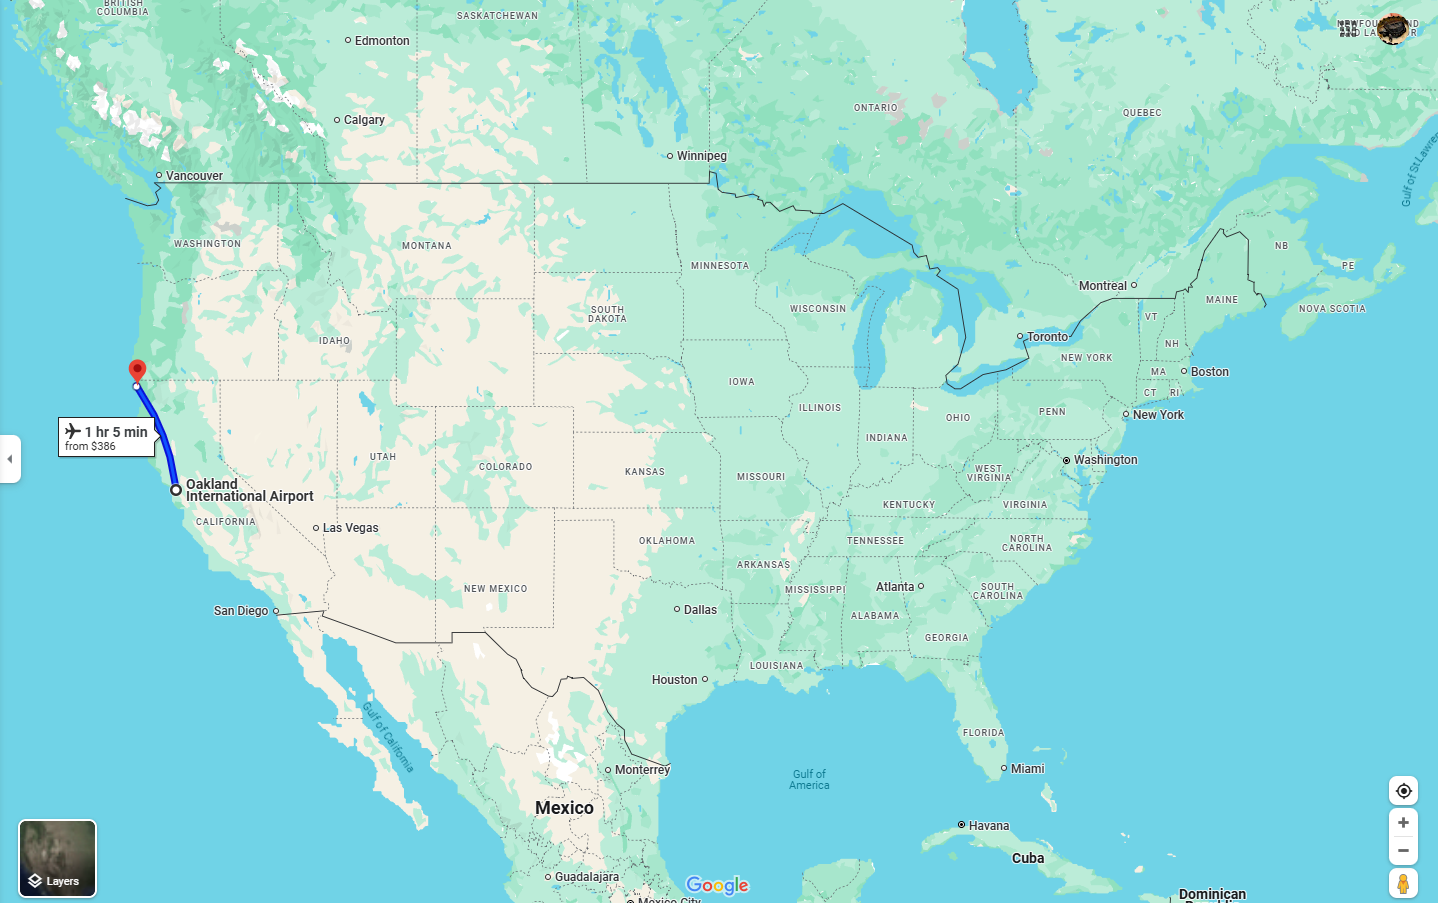 BRITISH
COLUMBIA
SASKATCHEWAN
Edmonton
ONTARIO
QUEBEC
Calgary
Winnipeg
Vancouver
Gulf of St Lawre
WASHINGTON
MONTANA
MINNESOTA
NB
PE
Montreal
MAINE
NOVA SCOTIA
SOUTH
DAKOTA
WISCONSIN
VT
IDAHO
Toronto
NH
NEW YORK
MA
Boston
IOWA
CT
RI
ILLINOIS
OHIO
PENN
New York
1 hr 5 min
from $386
INDIANA
UTAH
COLORADO
KANSAS
MISSOURI
WEST
VIRGINIA
Washington
Oakland
International Airport
KENTUCKY
VIRGINIA
CALIFORNIA
Las Vegas
OKLAHOMA
TENNESSEE
NORTH
CAROLINA
ARKANSAS
NEW MEXICO
MISSISSIPPI
Atlanta
SOUTH
CAROLINA
San Diego
Dallas
ALABAMA
GEORGIA
LOUISIANA
Houston
Gulf of California
FLORIDA
Monterrey
Gulf of
America
Miami
Mexico
Havana
Cuba
Layers
Guadalajara
Google
Dominican
Mexico City